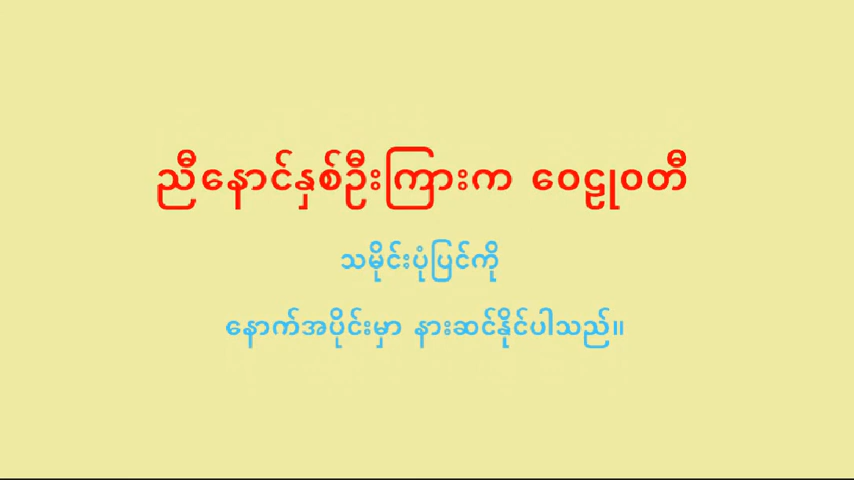 ညီနောင်နှစ်ဦးကြားက ဝေဠုဝတီ
သမိုင်းပုံပြင်ကို
နောက်အပိုင်းမှာ နားဆင်နိုင်ပါသည်။